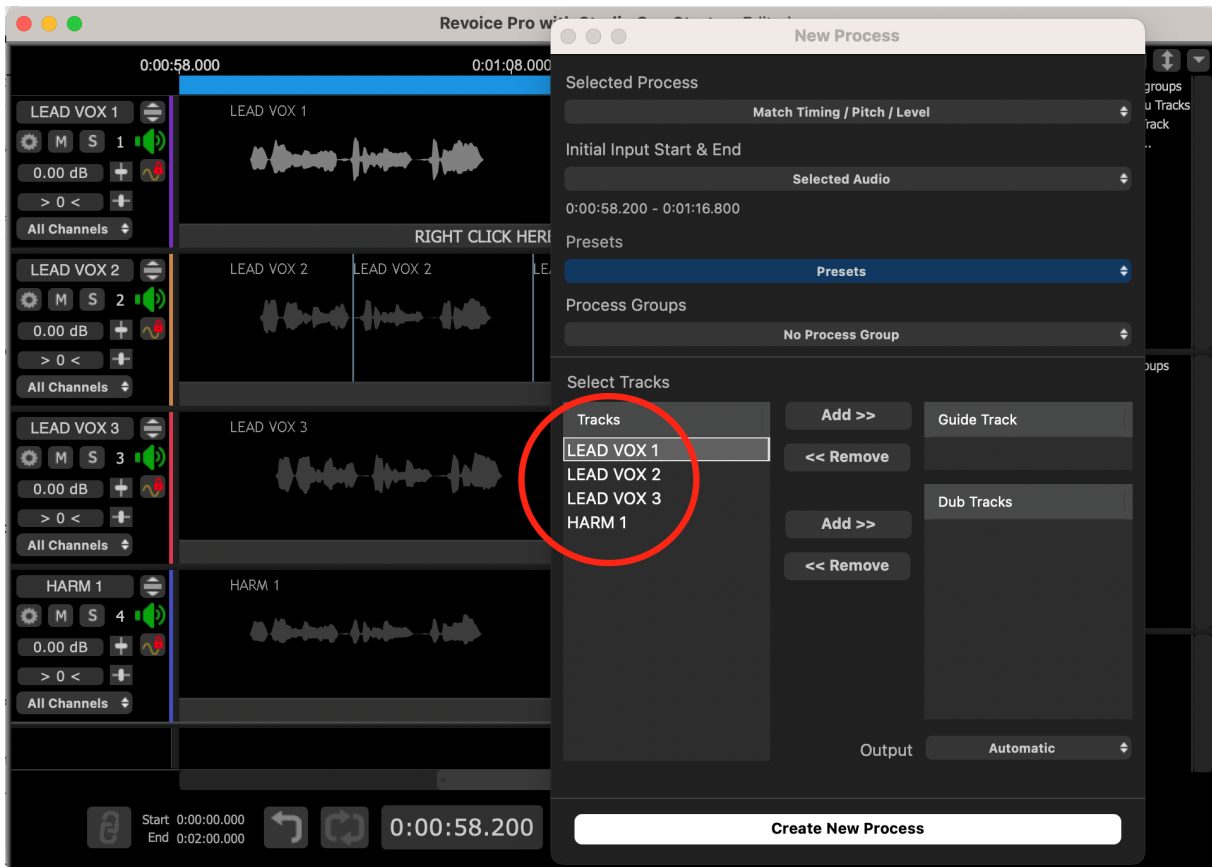 Revoice Pro
New Process
0:00:58.000
0:01:08.000
LEAD VOX 1
M S 1
0.00 dB
> 0 <
All Channels
LEAD VOX 1
RIGHT CLICK
LEAD VOX 2
M S 2
0.00 dB
> 0 <
All Channels
LEAD VOX 2
LEAD VOX 2
LEAD VOX 3
M S 3
0.00 dB
> 0 <
All Channels
LEAD VOX 3
HARM 1
M S 4
0.00 dB
> 0 <
All Channels
HARM 1
Start 0:00:00.000
End 0:02:00.000
0:00:58.200
Selected Process
Match Timing / Pitch / Level
Initial Input Start & End
Selected Audio
0:00:58.200 - 0:01:16.800
Presets
Presets
Process Groups
No Process Group
Select Tracks
Tracks
LEAD VOX 1
LEAD VOX 2
LEAD VOX 3
HARM 1
Add >>
<< Remove
Add >>
<< Remove
Guide Track
Dub Tracks
Output
Automatic
Create New Process
Tracks